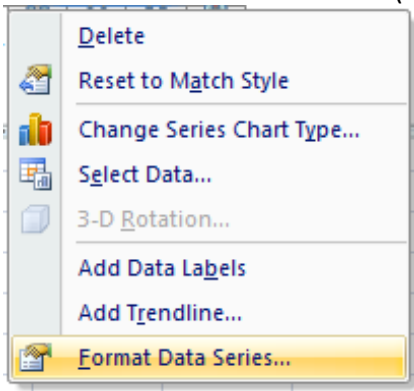 Delete
Reset to Match Style
Change Series Chart Type...
Select Data...
3-D Rotation...
Add Data Labels
Add Trendline...
Format Data Series...